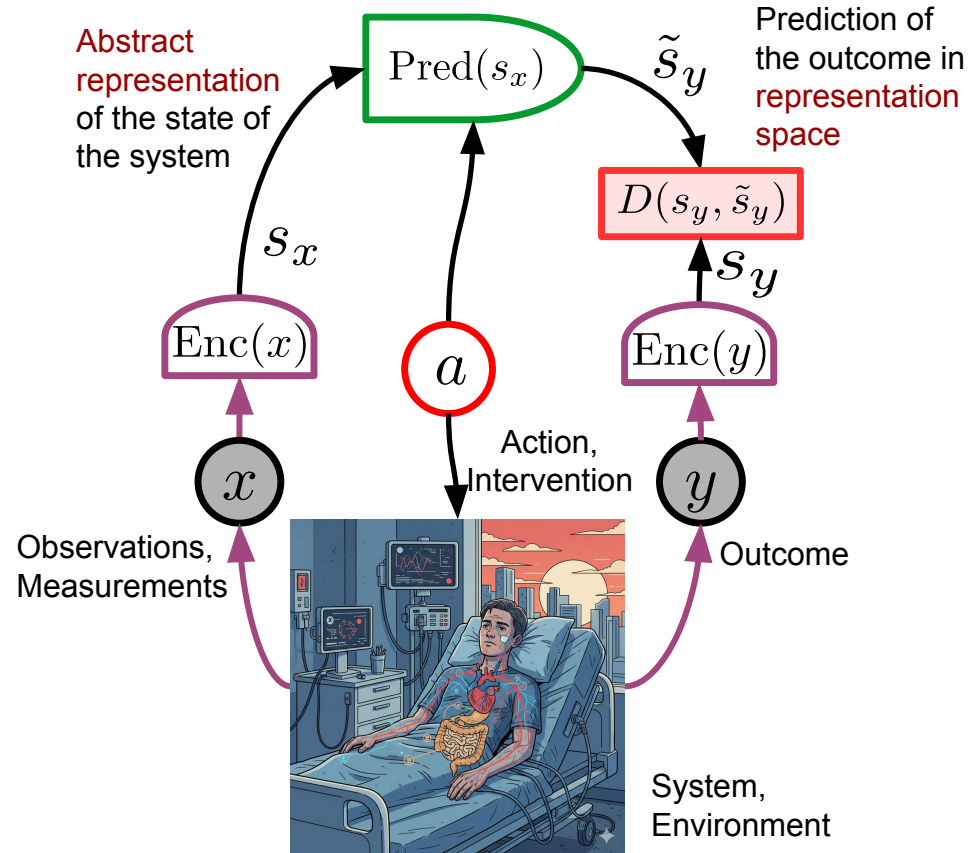 Abstract
representation
of the state of
the system
Pred(s_x)
s̃_y
Prediction of
the outcome in
representation
space
D(s_y, s̃_y)
s_x
s_y
Enc(x)
a
Enc(y)
Action,
Intervention
x
y
Observations,
Measurements
Outcome
System,
Environment